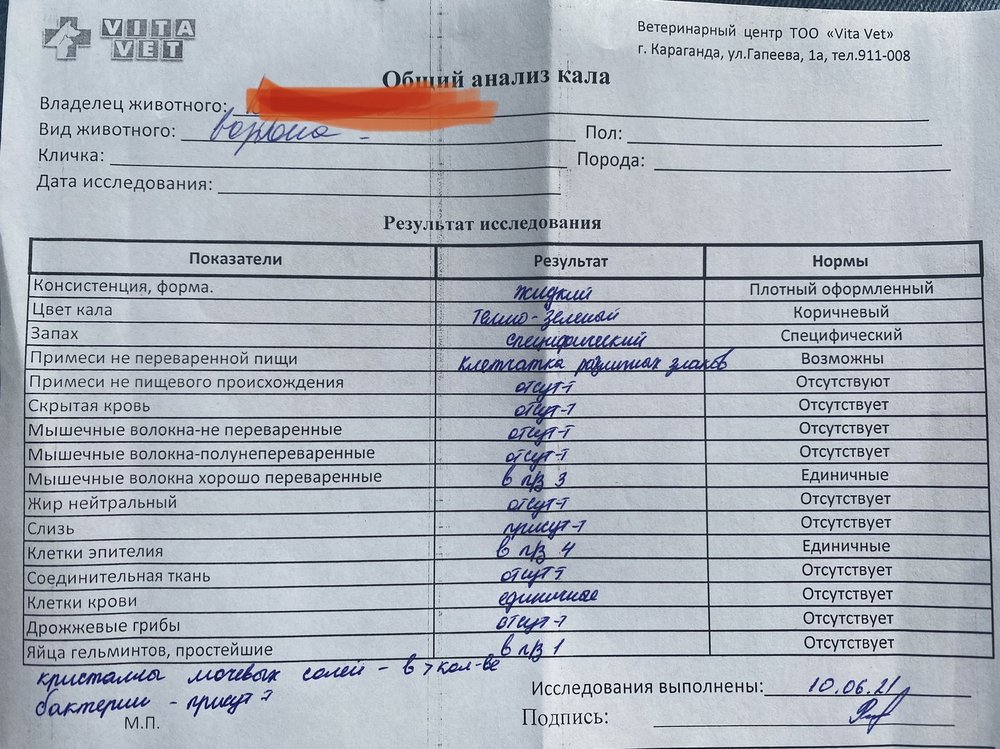 VITA VET
Ветеринарный центр ТОО «Vita Vet»
г. Караганда, ул.Гапеева, 1а, тел.911-008
Общий анализ кала
Владелец животного:
Вид животного: ворона -
Пол:
Кличка:
Порода:
Дата исследования:
Результат исследования
Показатели Результат Нормы
Консистенция, форма. жидкий Плотный оформленный
Цвет кала темно-зеленый Коричневый
Запах специфический Специфический
Примеси не переваренной пищи клетчатка различных злаков Возможны
Примеси не пищевого происхождения отсут-т Отсутствуют
Скрытая кровь отсут-т Отсутствует
Мышечные волокна-не переваренные отсут-т Отсутствует
Мышечные волокна-полунепереваренные отсут-т Отсутствует
Мышечные волокна хорошо переваренные в п/з 3 Единичные
Жир нейтральный отсут-т Отсутствует
Слизь присут-т Отсутствует
Клетки эпителия в п/з 4 Единичные
Соединительная ткань отсут-т Отсутствует
Клетки крови единичные Отсутствует
Дрожжевые грибы отсут-т Отсутствует
Яйца гельминтов, простейшие в п/з 1 Отсутствует
кристаллы мочевых солей - в > кол-ве
бактерии - присут-т
Исследования выполнены: 10.06.21
М.П.
Подпись: